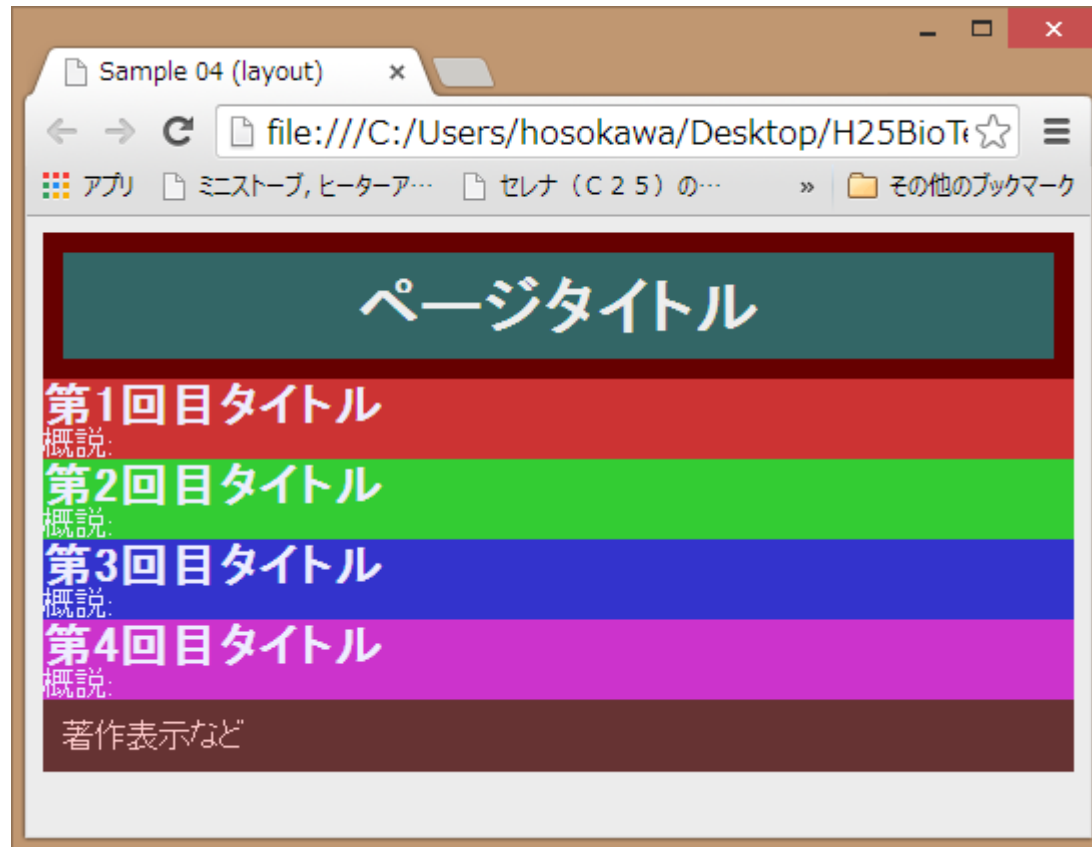 Sample 04 (layout)
file:///C:/Users/hosokawa/Desktop/H25BioTe
アプリ ミニストーブ, ヒーターア… セレナ（Ｃ２５）の… » その他のブックマーク
ページタイトル
第1回目タイトル
概説:
第2回目タイトル
概説:
第3回目タイトル
概説:
第4回目タイトル
概説:
著作表示など